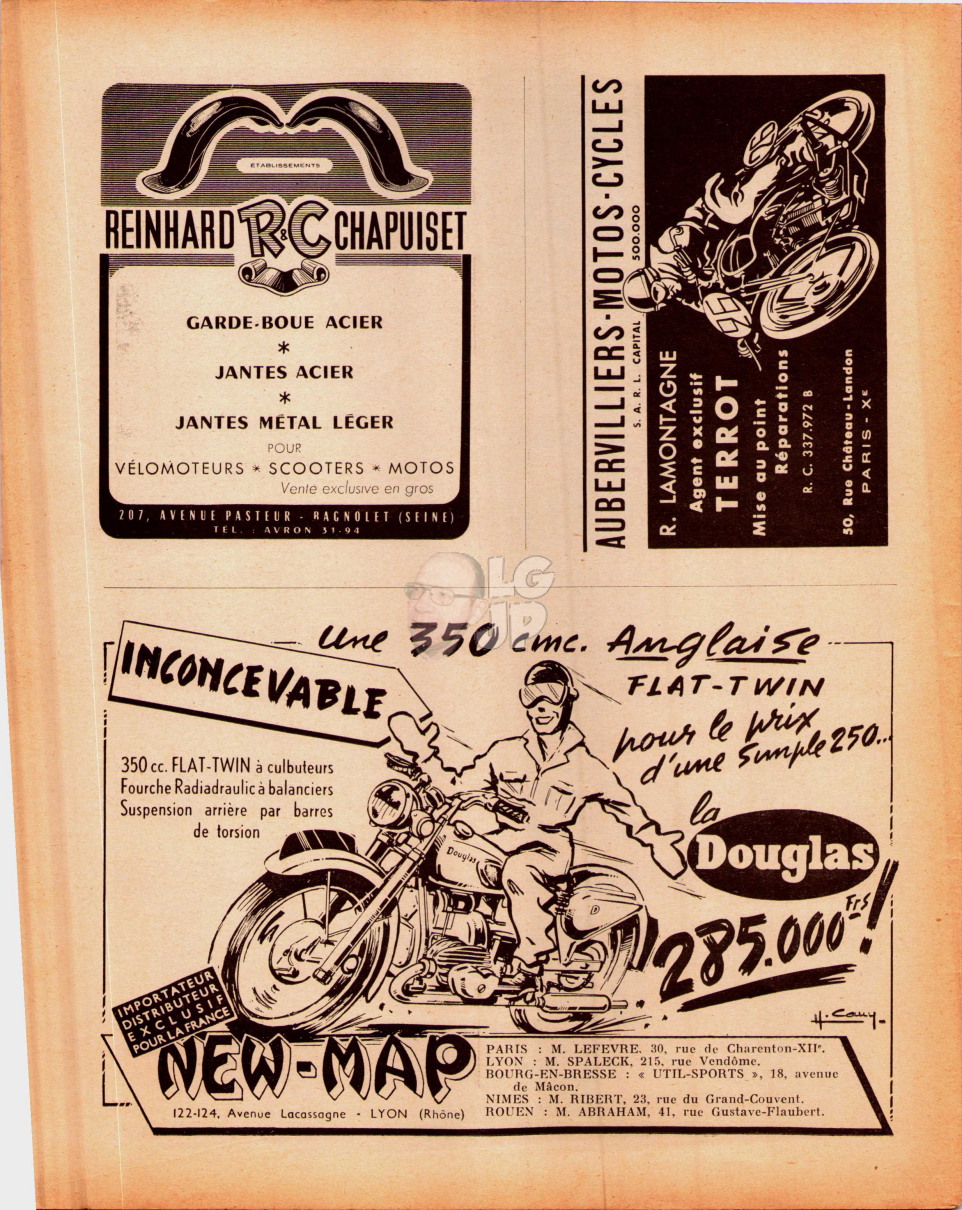 ÉTABLISSEMENTS
REINHARD R&C CHAPUISET
GARDE-BOUE ACIER
*
JANTES ACIER
*
JANTES MÉTAL LÉGER
POUR
VÉLOMOTEURS * SCOOTERS * MOTOS
Vente exclusive en gros
207, AVENUE PASTEUR - BAGNOLET (SEINE)
TÉL. : AVRON 31-94
AUBERVILLIERS-MOTOS-CYCLES
S. A. R. L. CAPITAL 500.000
R. LAMONTAGNE
Agent exclusif
TERROT
Mise au point
Réparations
R. C. 337.972 B
50, Rue Château-Landon
PARIS - Xᵉ
LG
JD
Une 350 cmc. Anglaise
INCONCEVABLE
FLAT-TWIN
pour le prix
d'une simple 250...
350 cc. FLAT-TWIN à culbuteurs
Fourche Radiadraulic à balanciers
Suspension arrière par barres
de torsion
la
Douglas
285.000 Frs !
Douglas
D
H. Couy.
IMPORTATEUR
DISTRIBUTEUR
EXCLUSIF
POUR LA FRANCE
NEW-MAP
122-124, Avenue Lacassagne - LYON (Rhône)
PARIS : M. LEFEVRE, 30, rue de Charenton-XIIᵉ.
LYON : M. SPALECK, 215, rue Vendôme.
BOURG-EN-BRESSE : « UTIL-SPORTS », 18, avenue
de Mâcon.
NIMES : M. RIBERT, 23, rue du Grand-Couvent.
ROUEN : M. ABRAHAM, 41, rue Gustave-Flaubert.